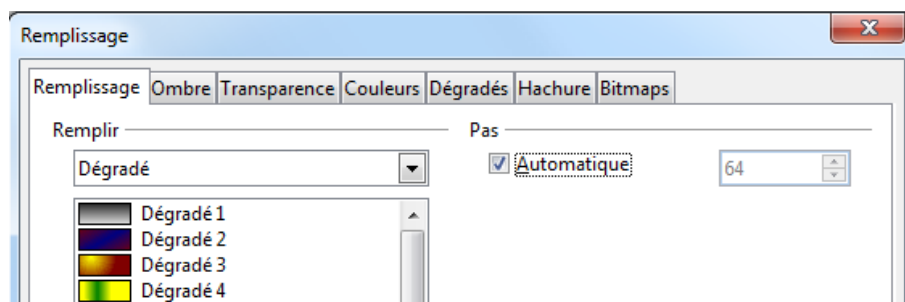 Remplissage
Remplissage Ombre Transparence Couleurs Dégradés Hachure Bitmaps
Remplir Pas
Dégradé Automatique 64
Dégradé 1
Dégradé 2
Dégradé 3
Dégradé 4